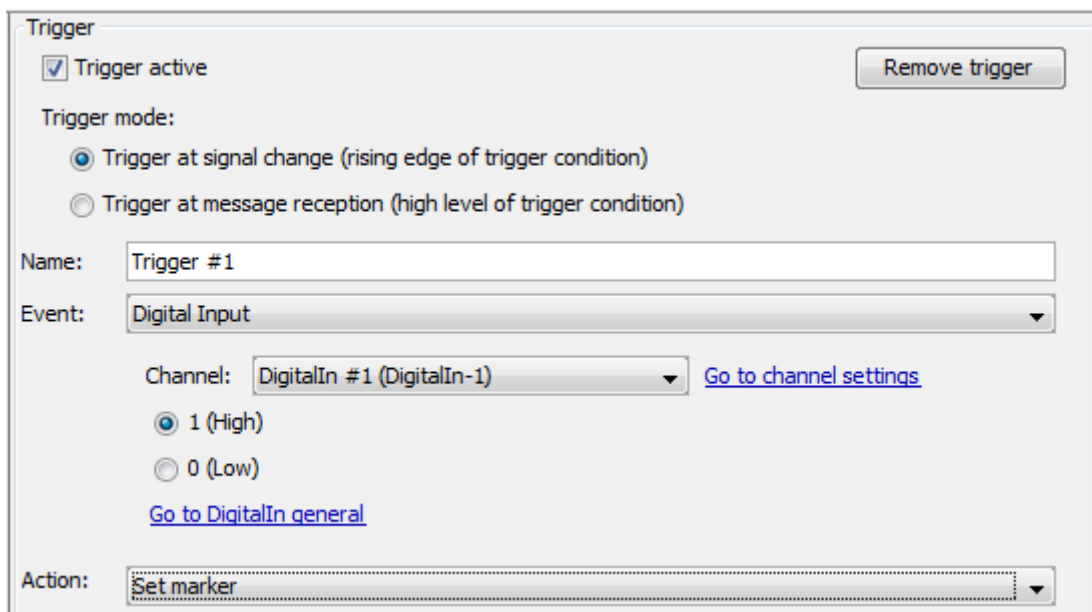 Trigger
Trigger active
Remove trigger
Trigger mode:
Trigger at signal change (rising edge of trigger condition)
Trigger at message reception (high level of trigger condition)
Name: Trigger #1
Event: Digital Input
Channel: DigitalIn #1 (DigitalIn-1) Go to channel settings
1 (High)
0 (Low)
Go to DigitalIn general
Action: Set marker